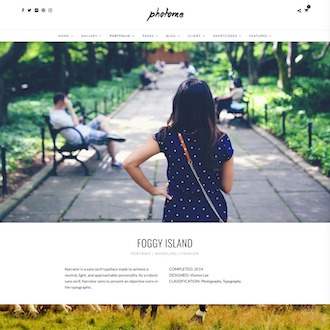 photome
HOME GALLERY PORTFOLIO PAGES BLOG CLIENT SHORTCODES FEATURES
FOGGY ISLAND
PORTRAIT / MODELING / FASHION
Narrator is a sans serif typeface made to achieve a
neutral, light, and approachable personality. As a robust
sans serif, Narrator aims to present an objective voice in
the typographic.
COMPLETED: 2014
DESIGNED: Viviana Lee
CLASSIFICATION: Photography, Typography